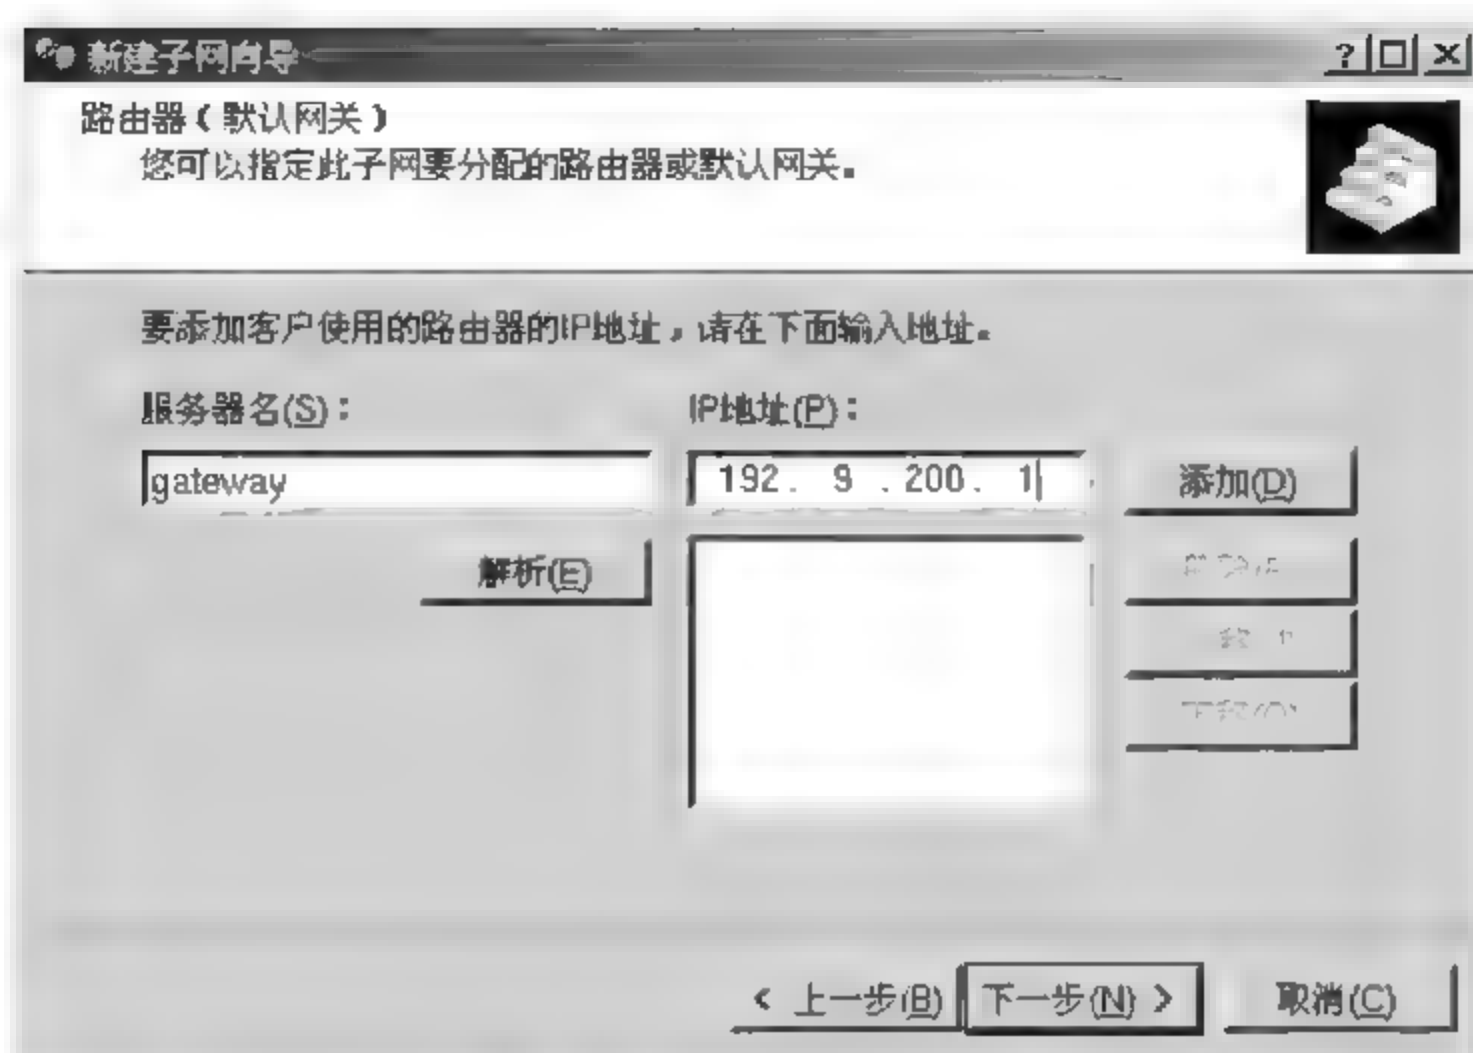 新建子网向导
路由器(默认网关)
您可以指定此子网要分配的路由器或默认网关。
要添加客户使用的路由器的IP地址,请在下面输入地址。
服务器名(S): IP地址(P):
gateway 192. 9 .200. 1 添加(D)
解析(E)
< 上一步(B) 下一步(N) > 取消(C)